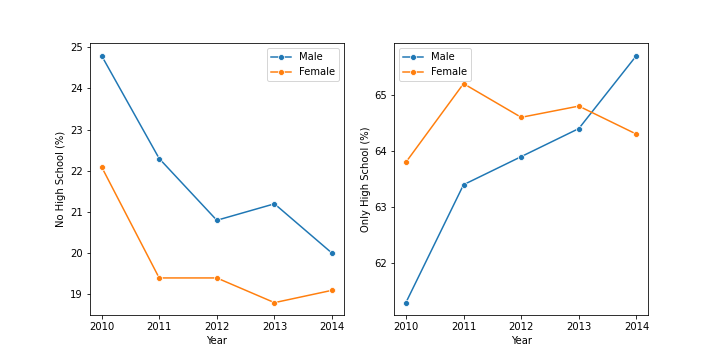 25
24
23
22
21
20
19
No High School (%)
2010 2011 2012 2013 2014
Year
Male
Female
65
64
63
62
Only High School (%)
2010 2011 2012 2013 2014
Year
Male
Female